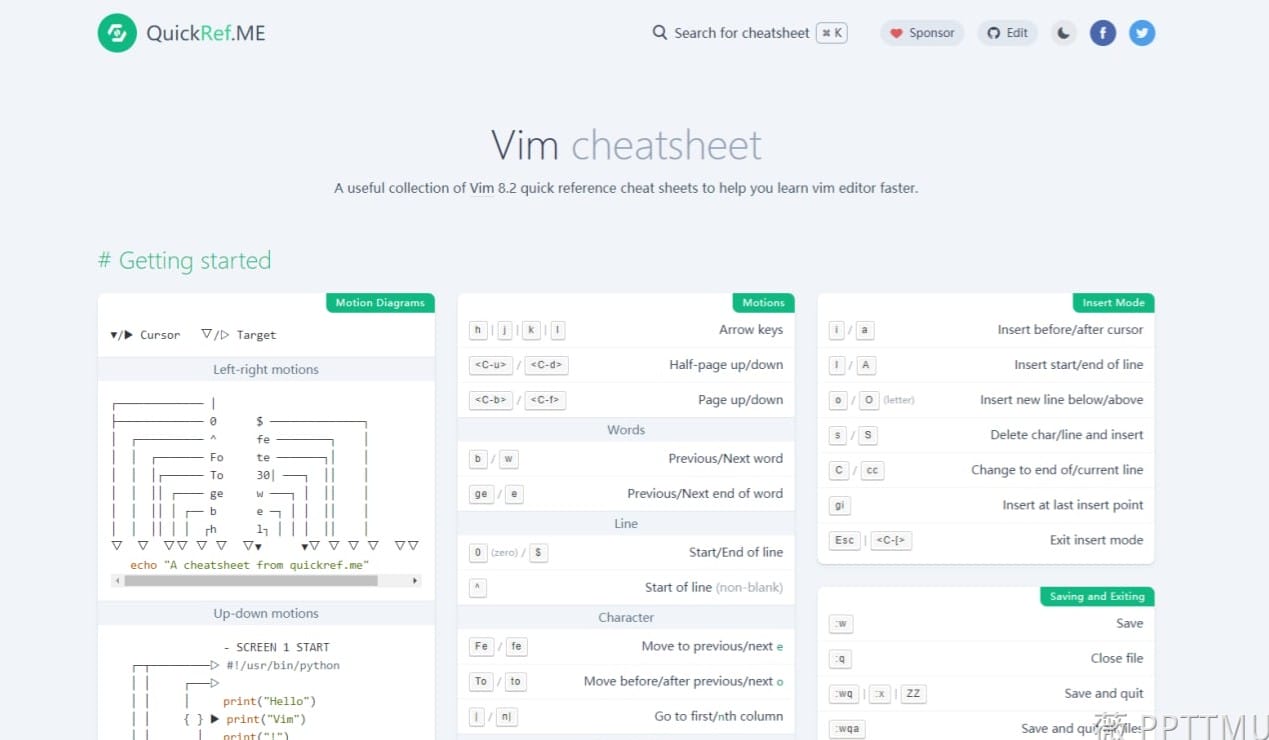 QuickRef.ME
Search for cheatsheet ⌘ K
Sponsor
Edit
Vim cheatsheet
A useful collection of Vim 8.2 quick reference cheat sheets to help you learn vim editor faster.
# Getting started
Motion Diagrams
▼/▶ Cursor ▽/▷ Target
Left-right motions
|
0 $
^ fe
Fo te
To 30|
ge w
b e
h l
echo "A cheatsheet from quickref.me"
Up-down motions
- SCREEN 1 START
#!/usr/bin/python
print("Hello")
{ } ▶ print("Vim")
print("!")
Motions
h | j | k | l Arrow keys
<C-u> / <C-d> Half-page up/down
<C-b> / <C-f> Page up/down
Words
b / w Previous/Next word
ge / e Previous/Next end of word
Line
0 (zero) / $ Start/End of line
^ Start of line (non-blank)
Character
Fe / fe Move to previous/next e
To / to Move before/after previous/next o
| / n| Go to first/nth column
Insert Mode
i / a Insert before/after cursor
I / A Insert start/end of line
o / O (letter) Insert new line below/above
s / S Delete char/line and insert
C / cc Change to end of/current line
gi Insert at last insert point
Esc | <C-[> Exit insert mode
Saving and Exiting
:w Save
:q Close file
:wq | :x | ZZ Save and quit
:wqa Save and quit files
薇 PPTTMU